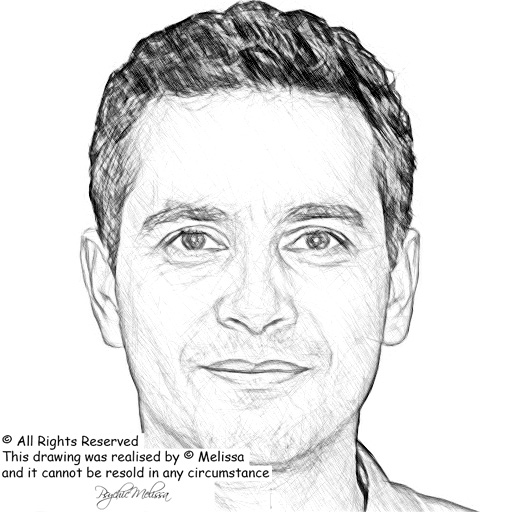 © All Rights Reserved
This drawing was realised by © Melissa
and it cannot be resold in any circumstance
Psychic Melissa